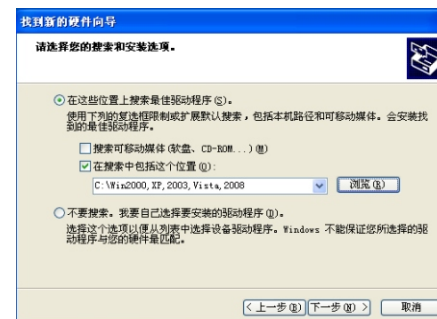 找到新的硬件向导
请选择您的搜索和安装选项。
在这些位置上搜索最佳驱动程序(S)。
使用下列的复选框限制或扩展默认搜索，包括本机路径和可移动媒体。会安装找
到的最佳驱动程序。
搜索可移动媒体(软盘、CD-ROM...)(M)
在搜索中包括这个位置(O):
C:\Win2000,XP,2003,Vista,2008
浏览(R)
不要搜索。我要自己选择要安装的驱动程序(D)。
选择这个选项以便从列表中选择设备驱动程序。Windows 不能保证您所选择的驱
动程序与您的硬件最匹配。
< 上一步(B) 下一步(N) > 取消